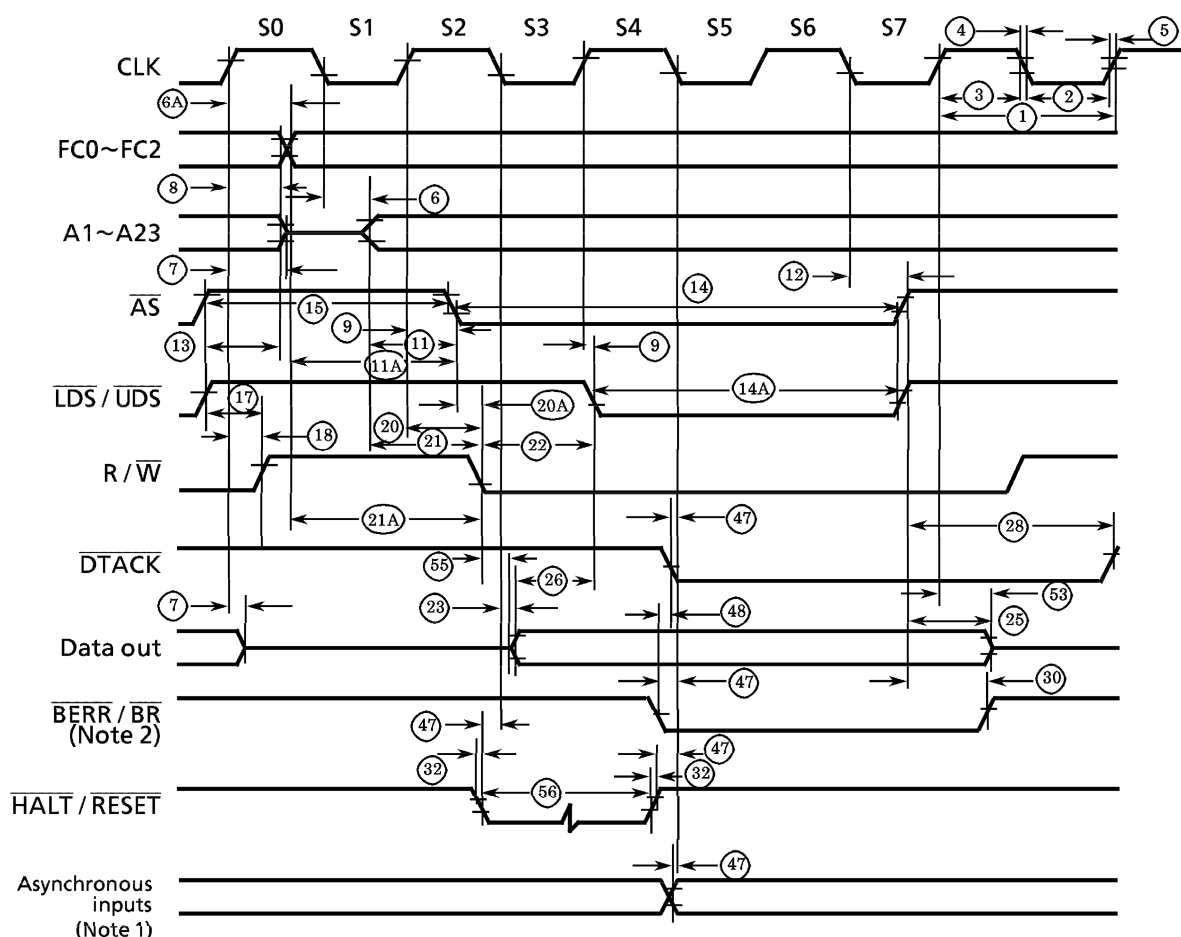 S0 S1 S2 S3 S4 S5 S6 S7
4 5
CLK
6A 3 2
1
FC0~FC2
8 6
A1~A23
7 12
AS 15 14
9
13 11 9
11A
LDS / UDS 17 20A 14A
20
18 21 22
R / W
21A 47 28
DTACK 55 26
53
7 23 48
25
Data out
47 30
BERR / BR
(Note 2) 47
47
32 32
HALT / RESET 56
47
Asynchronous
inputs
(Note 1)